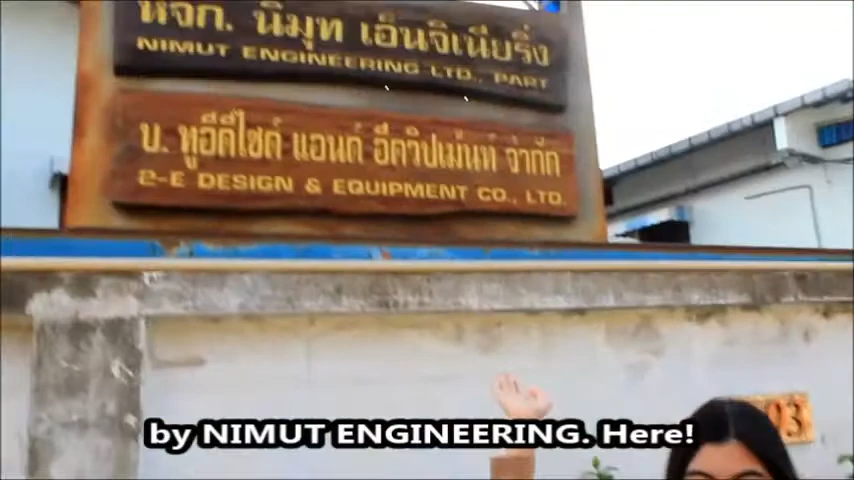 หจก. นิมุท เอ็นจิเนียริ่ง
NIMUT ENGINEERING LTD., PART
บ. ทูอีดีไซด์ แอนด์ อีควิปเม้นท์ จำกัด
2-E DESIGN & EQUIPMENT CO., LTD.
by NIMUT ENGINEERING. Here!